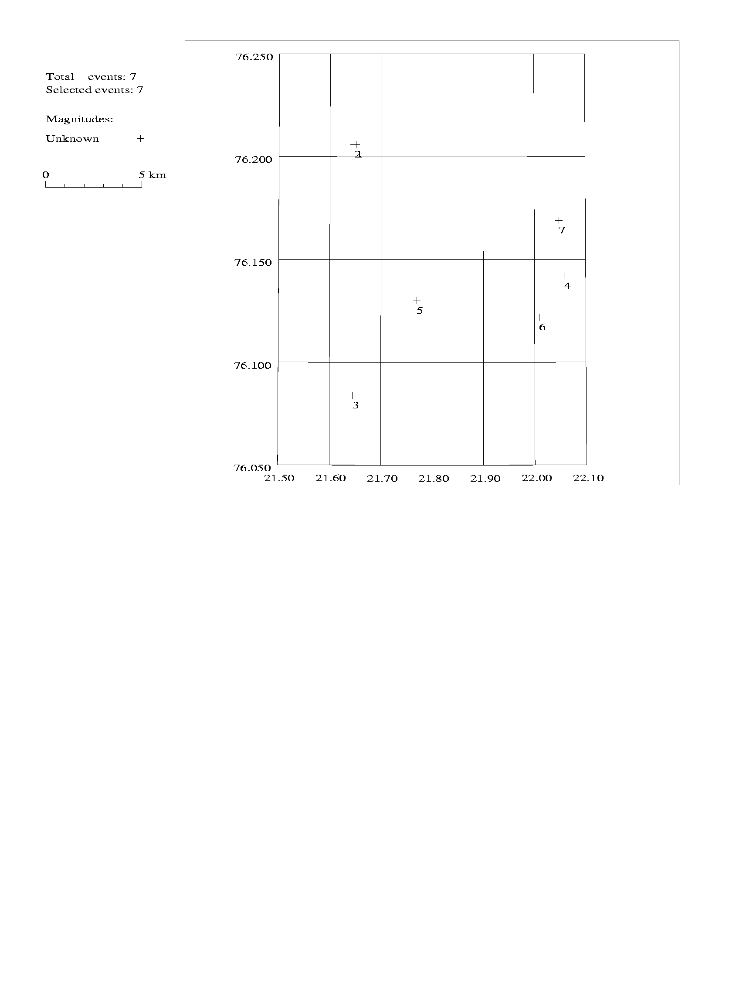 Total events: 7
Selected events: 7
Magnitudes:
Unknown +
0 5 km
76.250
76.200
76.150
76.100
76.050
21.50 21.60 21.70 21.80 21.90 22.00 22.10
2
7
4
5
6
3